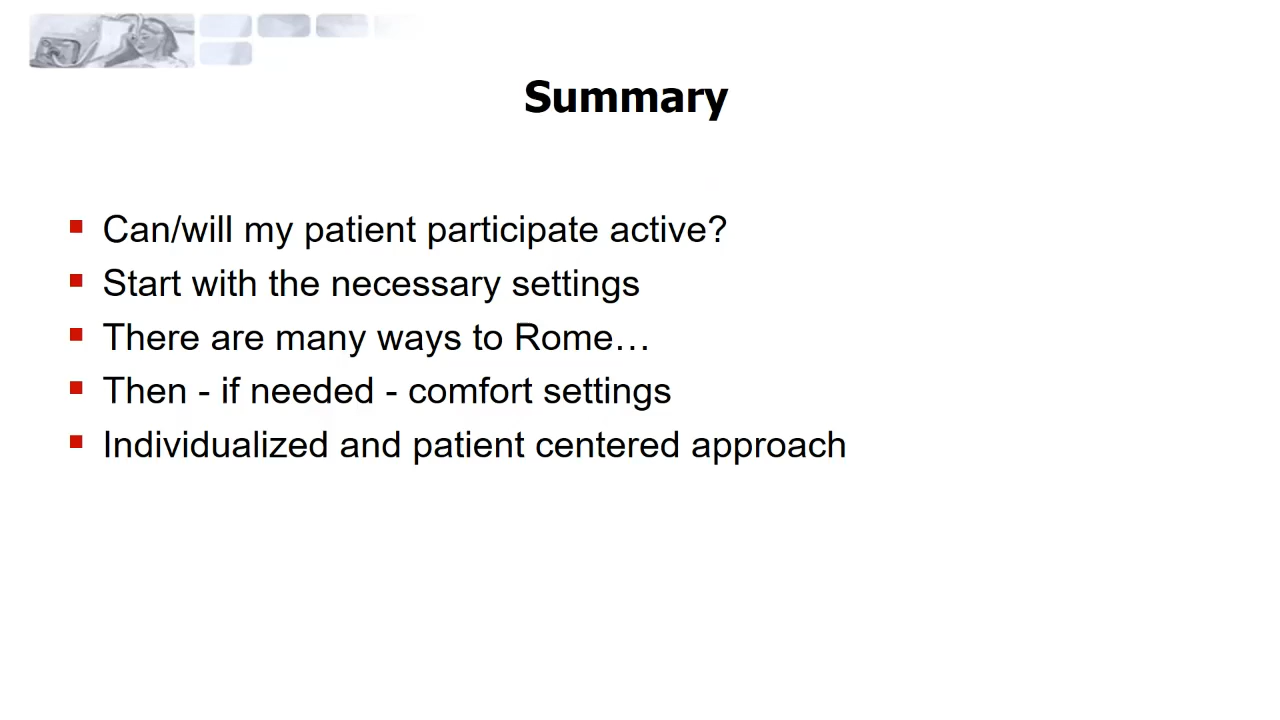 Summary
Can/will my patient participate active?
Start with the necessary settings
There are many ways to Rome…
Then - if needed - comfort settings
Individualized and patient centered approach